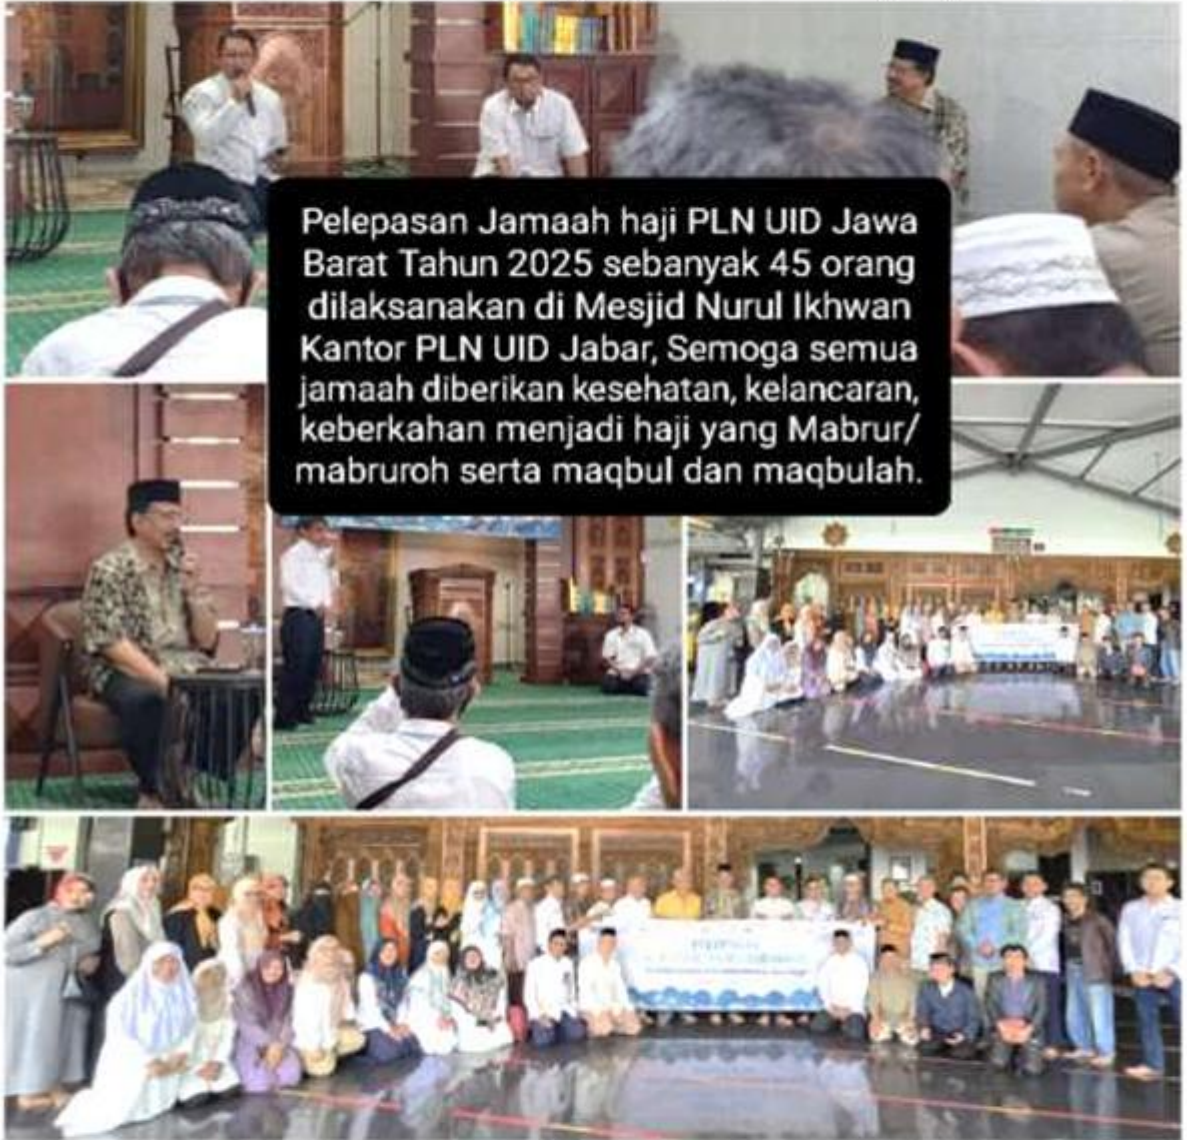 Pelepasan Jamaah haji PLN UID Jawa
Barat Tahun 2025 sebanyak 45 orang
dilaksanakan di Mesjid Nurul Ikhwan
Kantor PLN UID Jabar, Semoga semua
jamaah diberikan kesehatan, kelancaran,
keberkahan menjadi haji yang Mabrur/
mabruroh serta maqbul dan maqbulah.